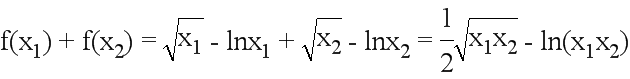 f(x₁) + f(x₂) = √x₁ - lnx₁ + √x₂ - lnx₂ = 1/2 √x₁x₂ - ln(x₁x₂)